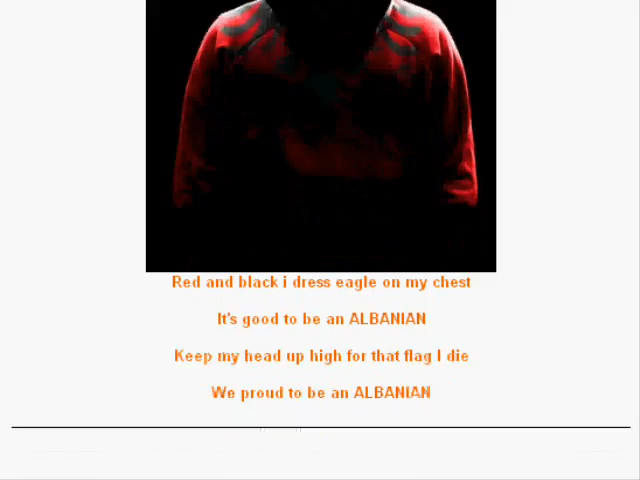 Red and black i dress eagle on my chest
It's good to be an ALBANIAN
Keep my head up high for that flag I die
We proud to be an ALBANIAN